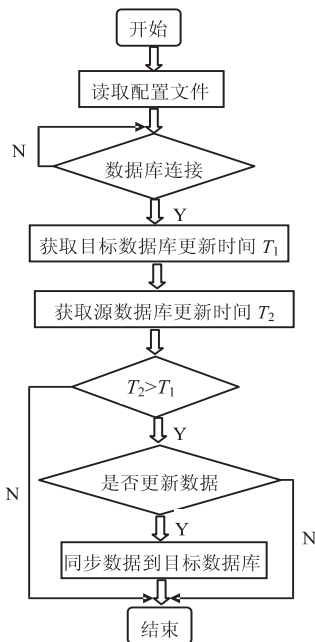 开始
读取配置文件
N
数据库连接
Y
获取目标数据库更新时间 T₁
获取源数据库更新时间 T₂
T₂>T₁
Y
N
是否更新数据
Y
N
同步数据到目标数据库
结束